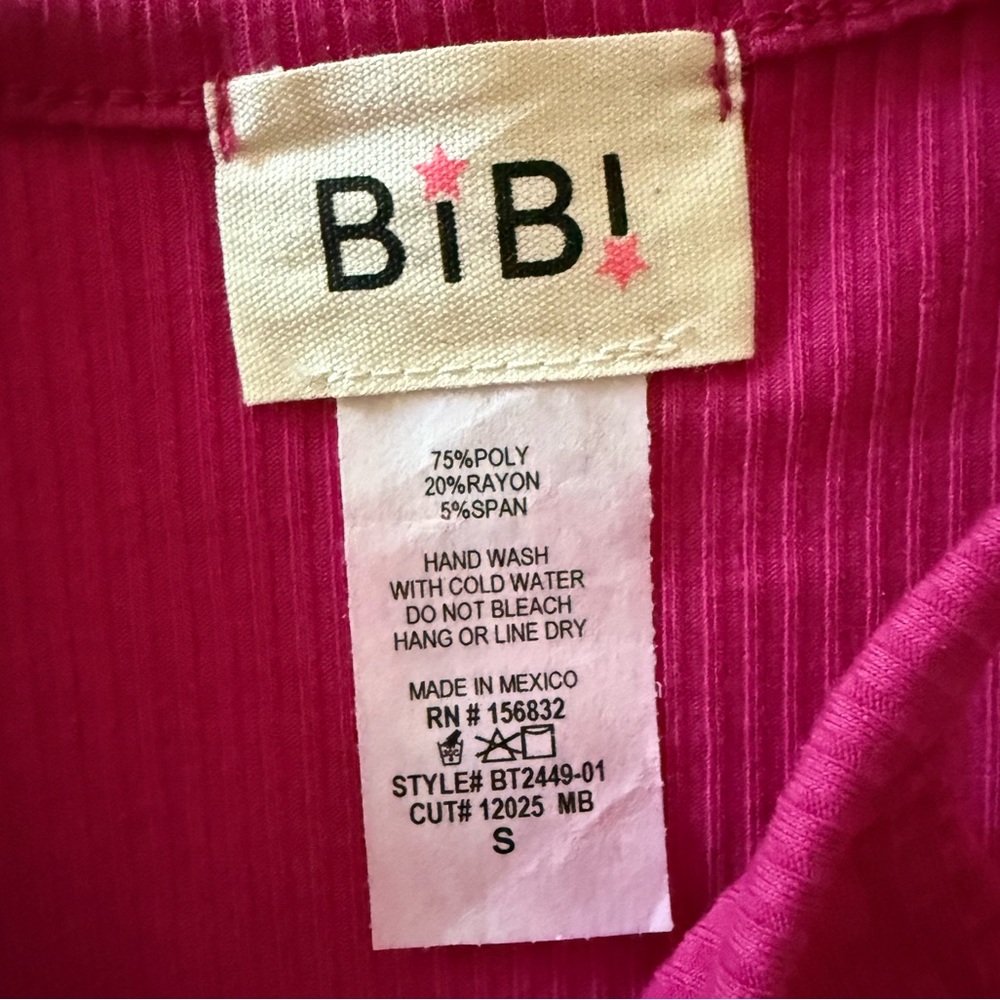 BiB!
75%POLY
20%RAYON
5%SPAN
HAND WASH
WITH COLD WATER
DO NOT BLEACH
HANG OR LINE DRY
MADE IN MEXICO
RN # 156832
STYLE# BT2449-01
CUT# 12025 MB
S